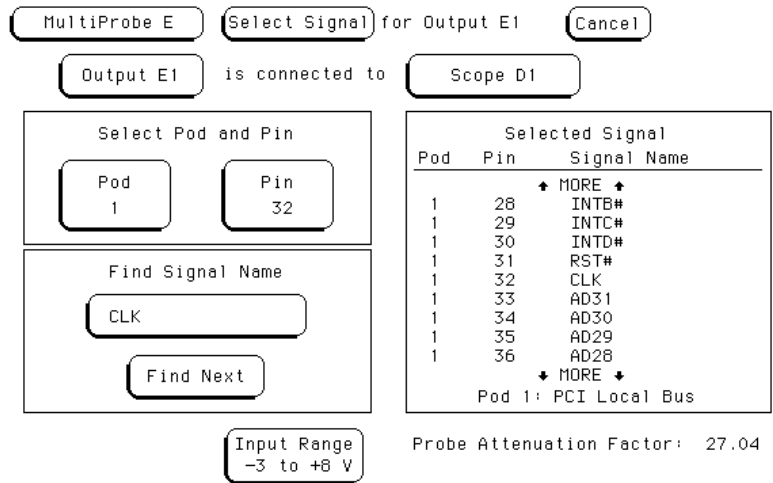 MultiProbe E Select Signal for Output E1 Cancel
Output E1 is connected to Scope D1
Select Pod and Pin
Pod
1
Pin
32
Find Signal Name
CLK
Find Next
Selected Signal
Pod Pin Signal Name
MORE
1 28 INTB#
1 29 INTC#
1 30 INTD#
1 31 RST#
1 32 CLK
1 33 AD31
1 34 AD30
1 35 AD29
1 36 AD28
MORE
Pod 1: PCI Local Bus
Input Range
-3 to +8 V
Probe Attenuation Factor: 27.04